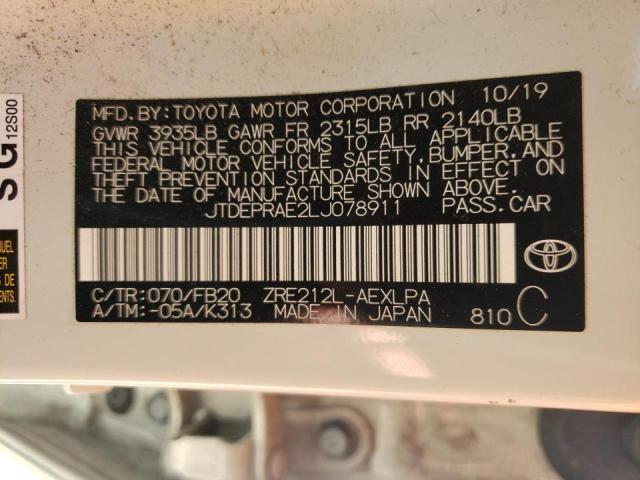 MFD.BY:TOYOTA MOTOR CORPORATION 10/19
GVWR 3935LB GAWR FR 2315LB RR 2140LB
THIS VEHICLE CONFORMS TO ALL APPLICABLE
FEDERAL MOTOR VEHICLE SAFETY, BUMPER, AND
THEFT PREVENTION STANDARDS IN EFFECT ON
THE DATE OF MANUFACTURE SHOWN ABOVE.
JTDEPRAE2LJ078911 PASS.CAR
C/TR:070/FB20 ZRE212L-AEXLPA
A/TM:-05A/K313 MADE IN JAPAN 810 C
12S00